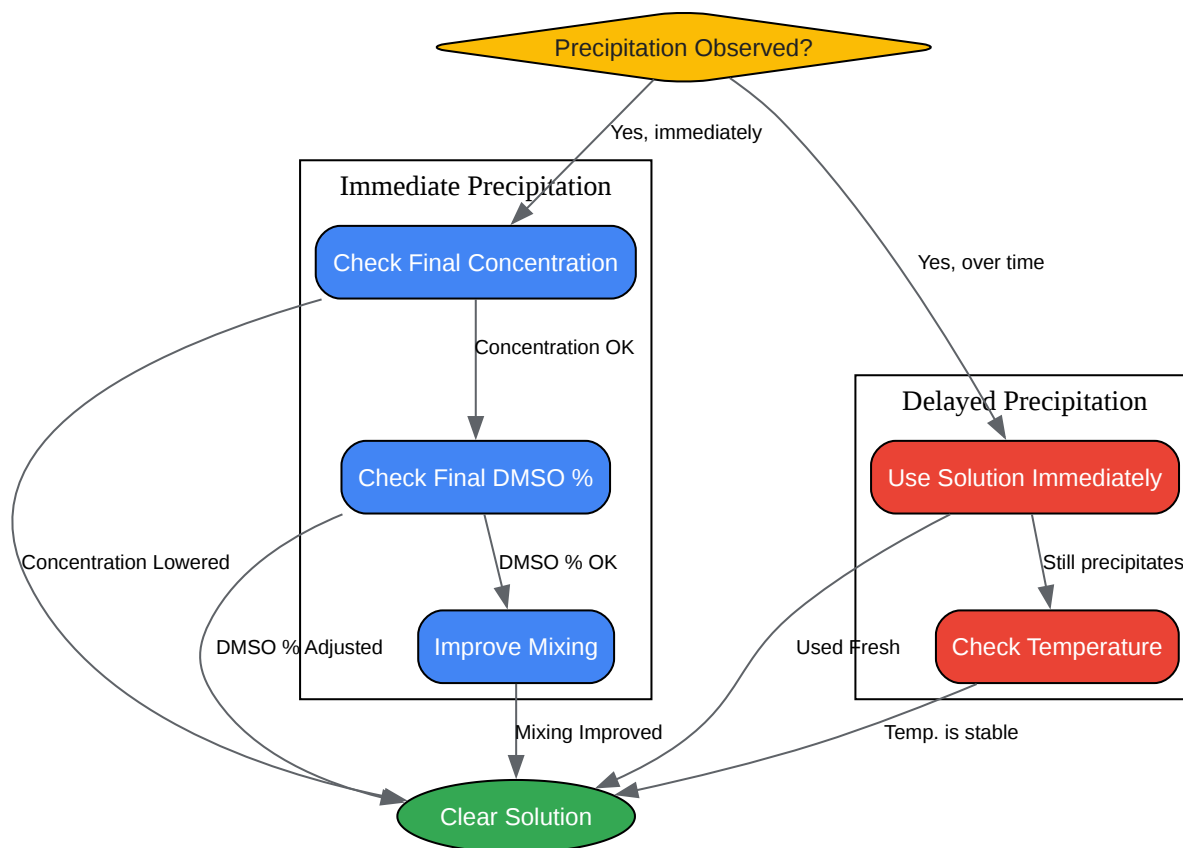 Precipitation Observed?
Yes, immediately
Immediate Precipitation
Check Final Concentration
Yes, over time
Concentration OK
Delayed Precipitation
Check Final DMSO %
Use Solution Immediately
Concentration Lowered
DMSO % OK
Still precipitates
DMSO % Adjusted
Improve Mixing
Used Fresh
Check Temperature
Mixing Improved
Temp. is stable
Clear Solution